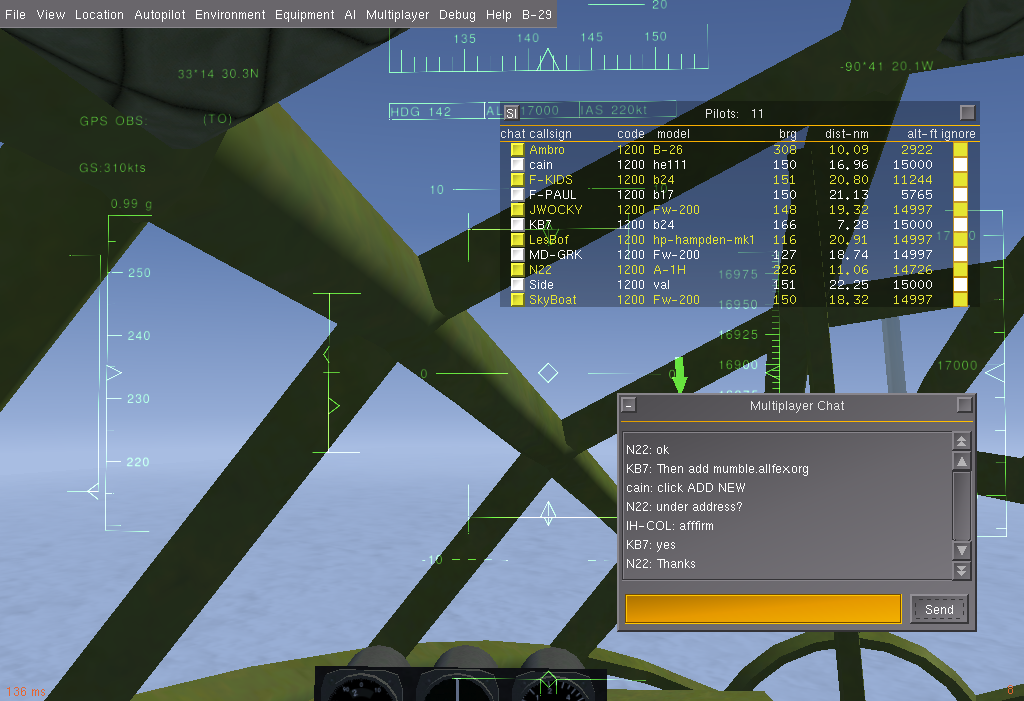 File View Location Autopilot Environment Equipment AI Multiplayer Debug Help B-29
20
135 140 145 150
33*14 30.3N
-90*41 20.1W
HDG 142 AL 17000 IAS 220kt
GPS OBS: (TO)
GS:310kts
0.99 g
SI Pilots: 11
chat callsign code model brg dist-nm alt-ft ignore
Ambro 1200 B-26 308 10.09 2922
cain 1200 he111 150 16.96 15000
F-KIDS 1200 b24 151 20.80 11244
F-PAUL 1200 b17 150 21.13 5765
JWOCKY 1200 Fw-200 148 19.32 14997
KB7 1200 b24 166 7.28 15000
LesBof 1200 hp-hampden-mk1 116 20.91 14997
MD-GRK 1200 Fw-200 127 18.74 14997
N22 1200 A-1H 226 11.06 14726
Side 1200 val 151 22.25 15000
SkyBoat 1200 Fw-200 150 18.32 14997
10
250
240
230
220
0 0
-10
16975
16950
16925
16900
17000
Multiplayer Chat
N22: ok
KB7: Then add mumble.allfex.org
cain: click ADD NEW
N22: under address?
IH-COL: afffirm
KB7: yes
N22: Thanks
Send
136 ms